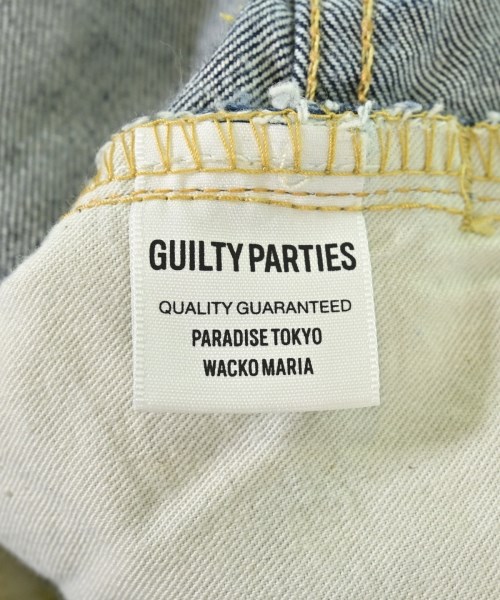 GUILTY PARTIES
QUALITY GUARANTEED
PARADISE TOKYO
WACKO MARIA